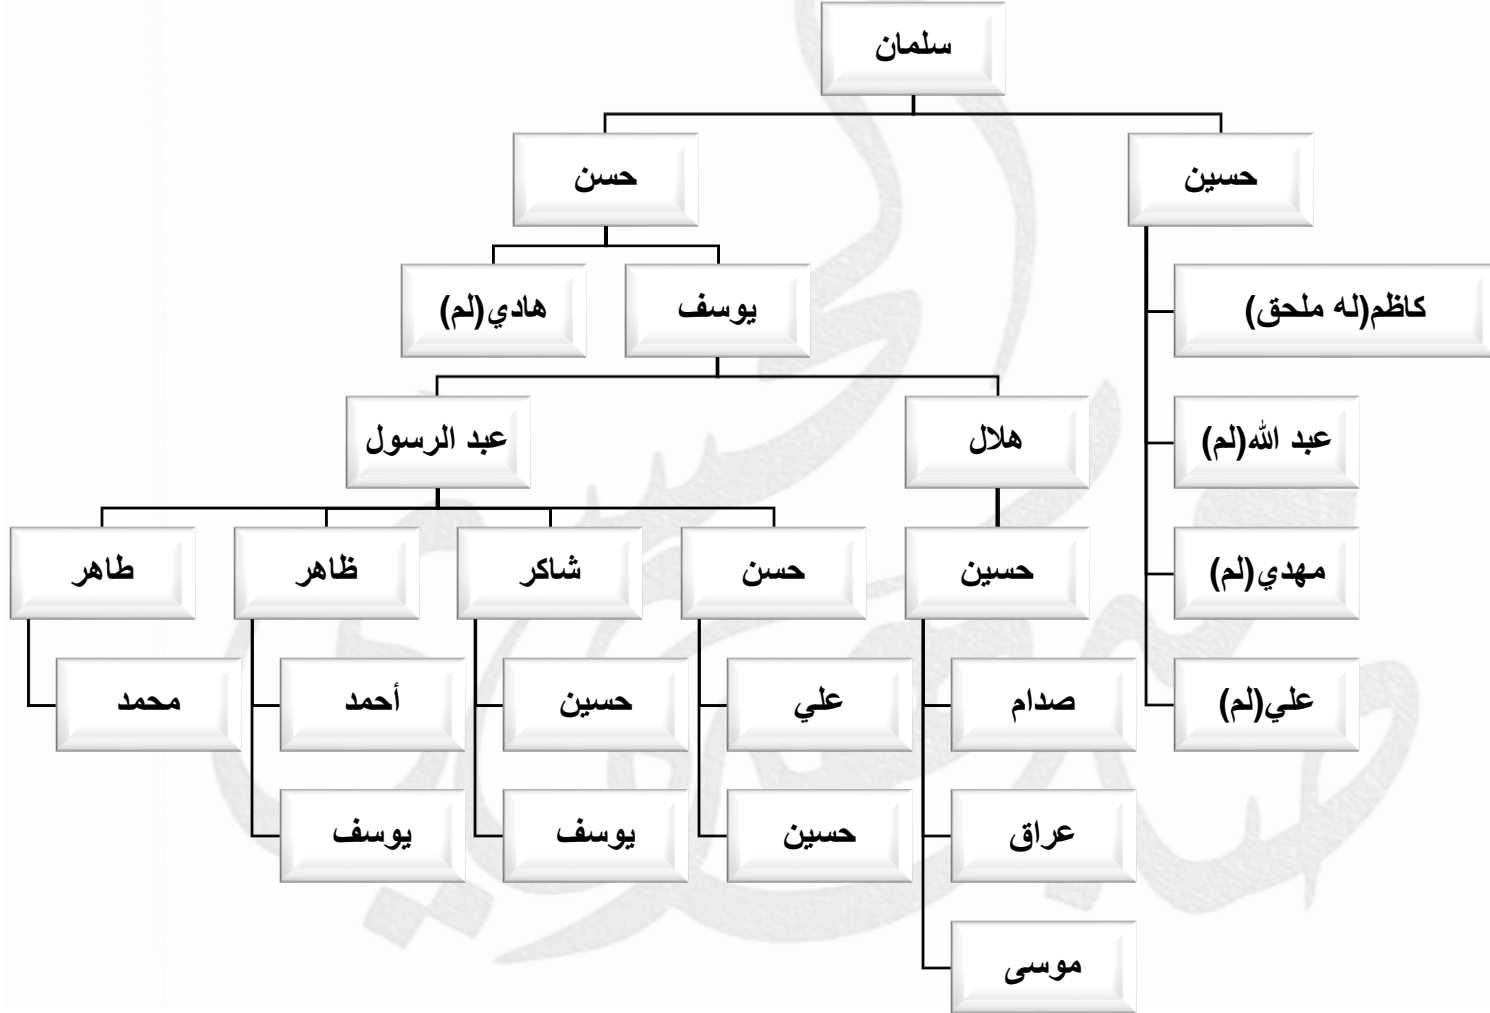 سلمان
حسين
حسن
كاظم(له ملحق)
يوسف
هادي(لم)
عبد الله(لم)
هلال
عبد الرسول
مهدي(لم)
حسين
حسن
شاكر
ظاهر
طاهر
علي(لم)
صدام
علي
حسين
أحمد
محمد
عراق
حسين
يوسف
يوسف
موسى